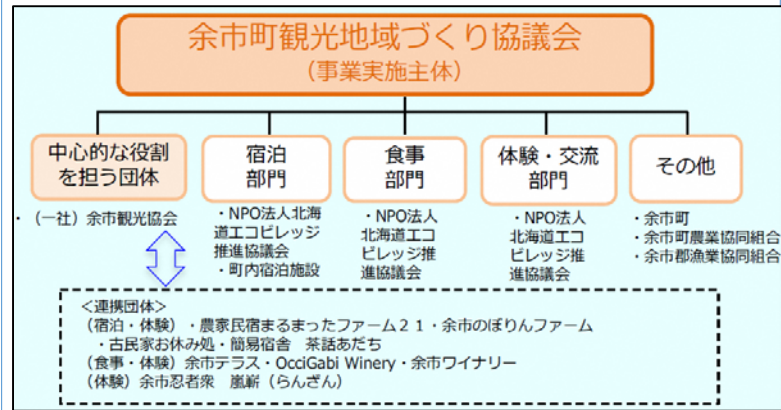 余市町観光地域づくり協議会
（事業実施主体）
中心的な役割
を担う団体
・（一社）余市観光協会
宿泊
部門
・NPO法人北海
道エコビレッジ
推進協議会
・町内宿泊施設
食事
部門
・NPO法人
北海道エコ
ビレッジ推
進協議会
体験・交流
部門
・NPO法人
北海道エコ
ビレッジ推
進協議会
その他
・余市町
・余市町農業協同組合
・余市郡漁業協同組合
＜連携団体＞
（宿泊・体験）・農家民宿まるまったファーム２１・余市のぼりんファーム
・古民家お休み処・簡易宿舎　茶話あだち
（食事・体験）余市テラス・OcciGabi Winery・余市ワイナリー
（体験）余市忍者衆　嵐嶄（らんざん）